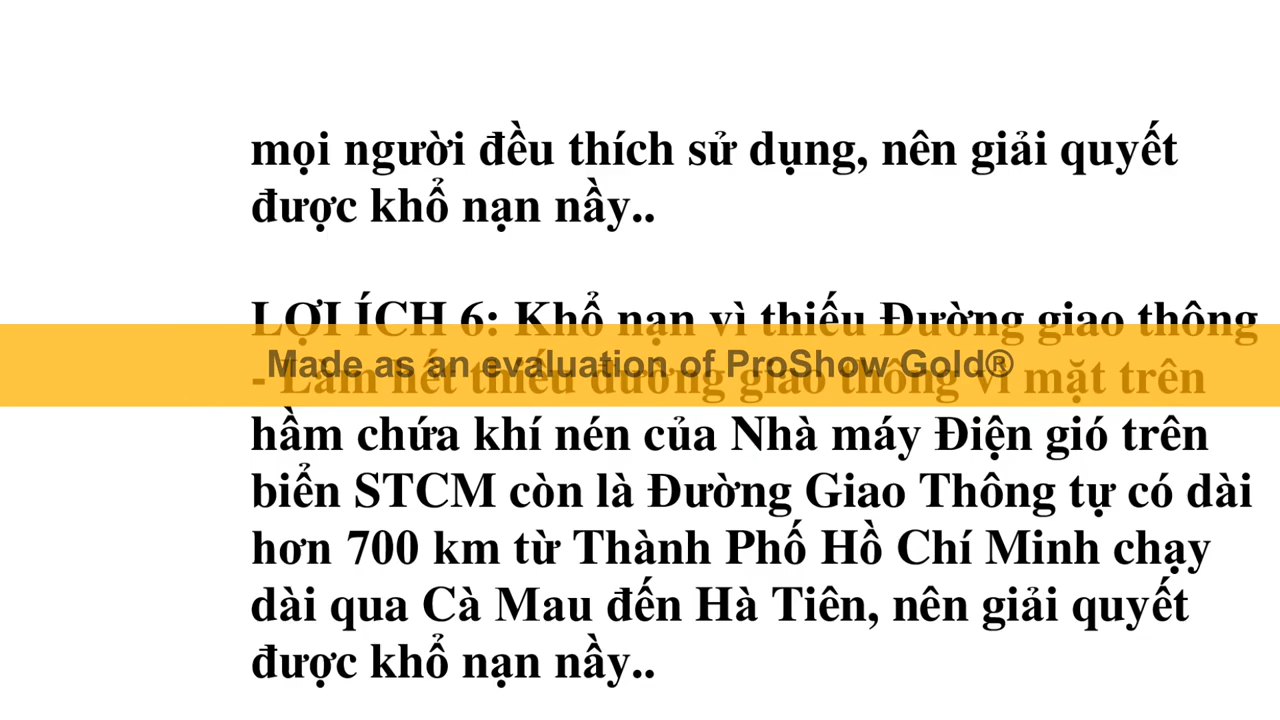 mọi người đều thích sử dụng, nên giải quyết
được khổ nạn nầy..
LỢI ÍCH 6: Khổ nạn vì thiếu Đường giao thông
Made as an evaluation of ProShow Gold®
- Làm hết thiếu đường giao thông vì mặt trên
hầm chứa khí nén của Nhà máy Điện gió trên
biển STCM còn là Đường Giao Thông tự có dài
hơn 700 km từ Thành Phố Hồ Chí Minh chạy
dài qua Cà Mau đến Hà Tiên, nên giải quyết
được khổ nạn nầy..